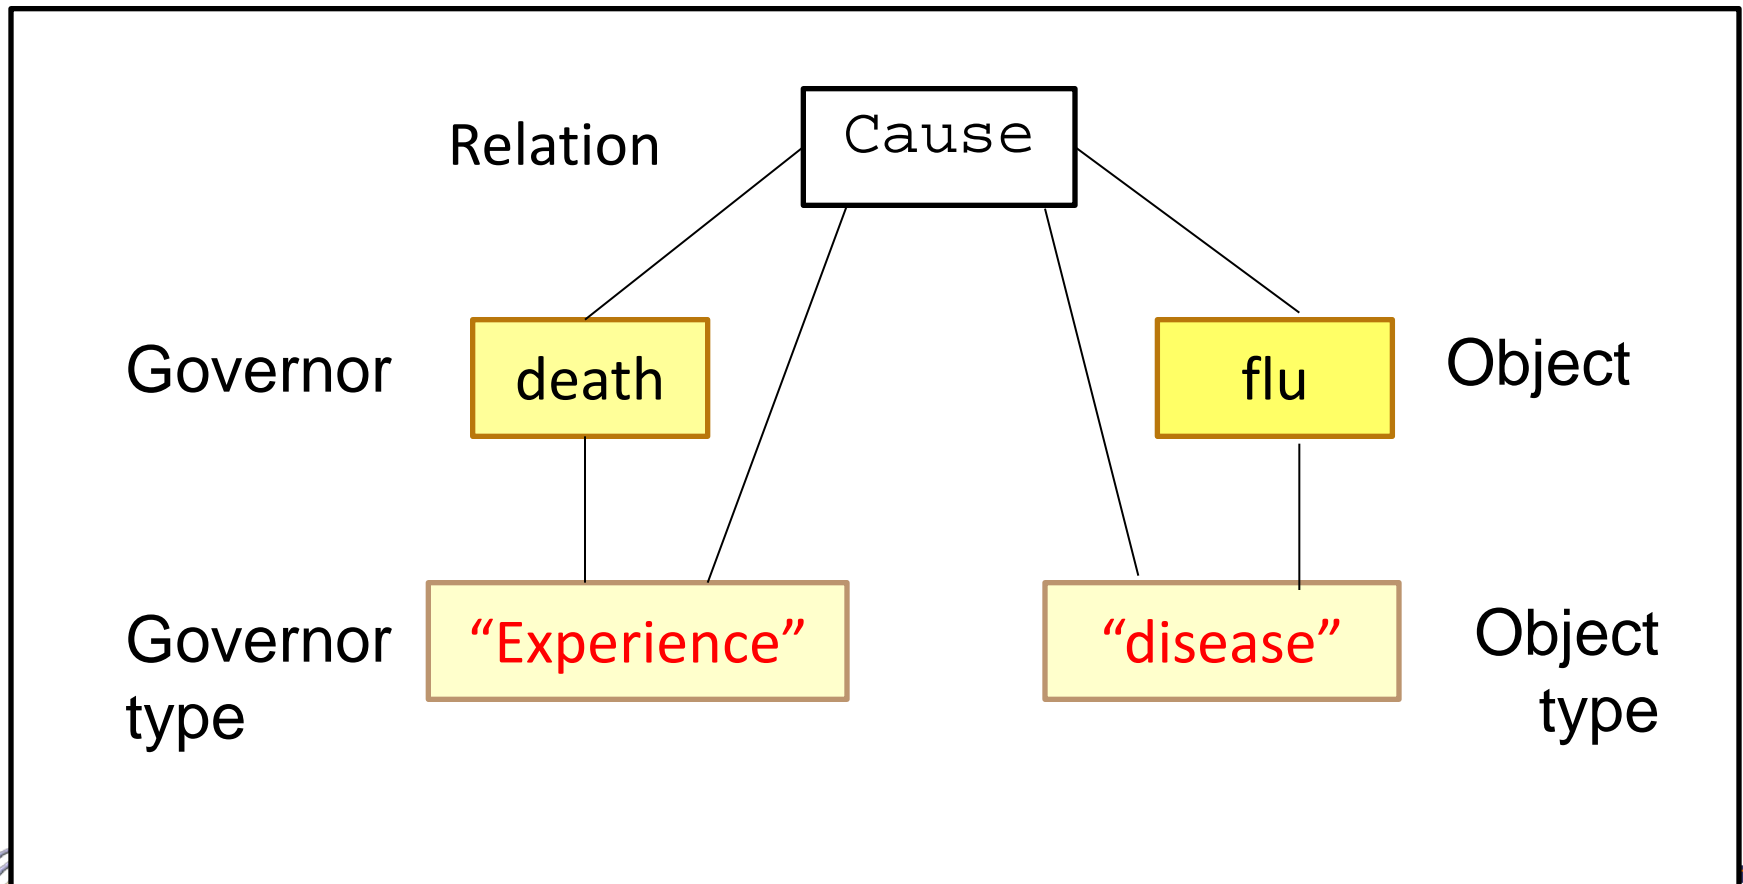 Relation
Cause
Governor
death
flu
Object
Governor
type
“Experience”
“disease”
Object
type